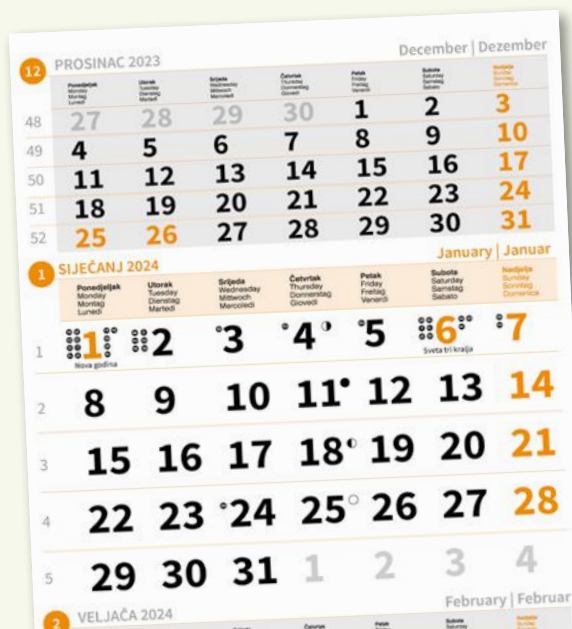 12 PROSINAC 2023 December | Dezember
Ponedjeljak Utorak Srijeda Četvrtak Petak Subota Nedjelja
Monday Tuesday Wednesday Thursday Friday Saturday Sunday
Montag Dienstag Mittwoch Donnerstag Freitag Samstag Sonntag
Lunedì Martedì Mercoledì Giovedì Venerdì Sabato Domenica
48 27 28 29 30 1 2 3
49 4 5 6 7 8 9 10
50 11 12 13 14 15 16 17
51 18 19 20 21 22 23 24
52 25 26 27 28 29 30 31
1 SIJEČANJ 2024 January | Januar
Ponedjeljak Utorak Srijeda Četvrtak Petak Subota Nedjelja
Monday Tuesday Wednesday Thursday Friday Saturday Sunday
Montag Dienstag Mittwoch Donnerstag Freitag Samstag Sonntag
Lunedì Martedì Mercoledì Giovedì Venerdì Sabato Domenica
1 1 2 3 4 5 6 7
Nova godina Sveta tri kralja
2 8 9 10 11 12 13 14
3 15 16 17 18 19 20 21
4 22 23 24 25 26 27 28
5 29 30 31 1 2 3 4
2 VELJAČA 2024 February | Februar